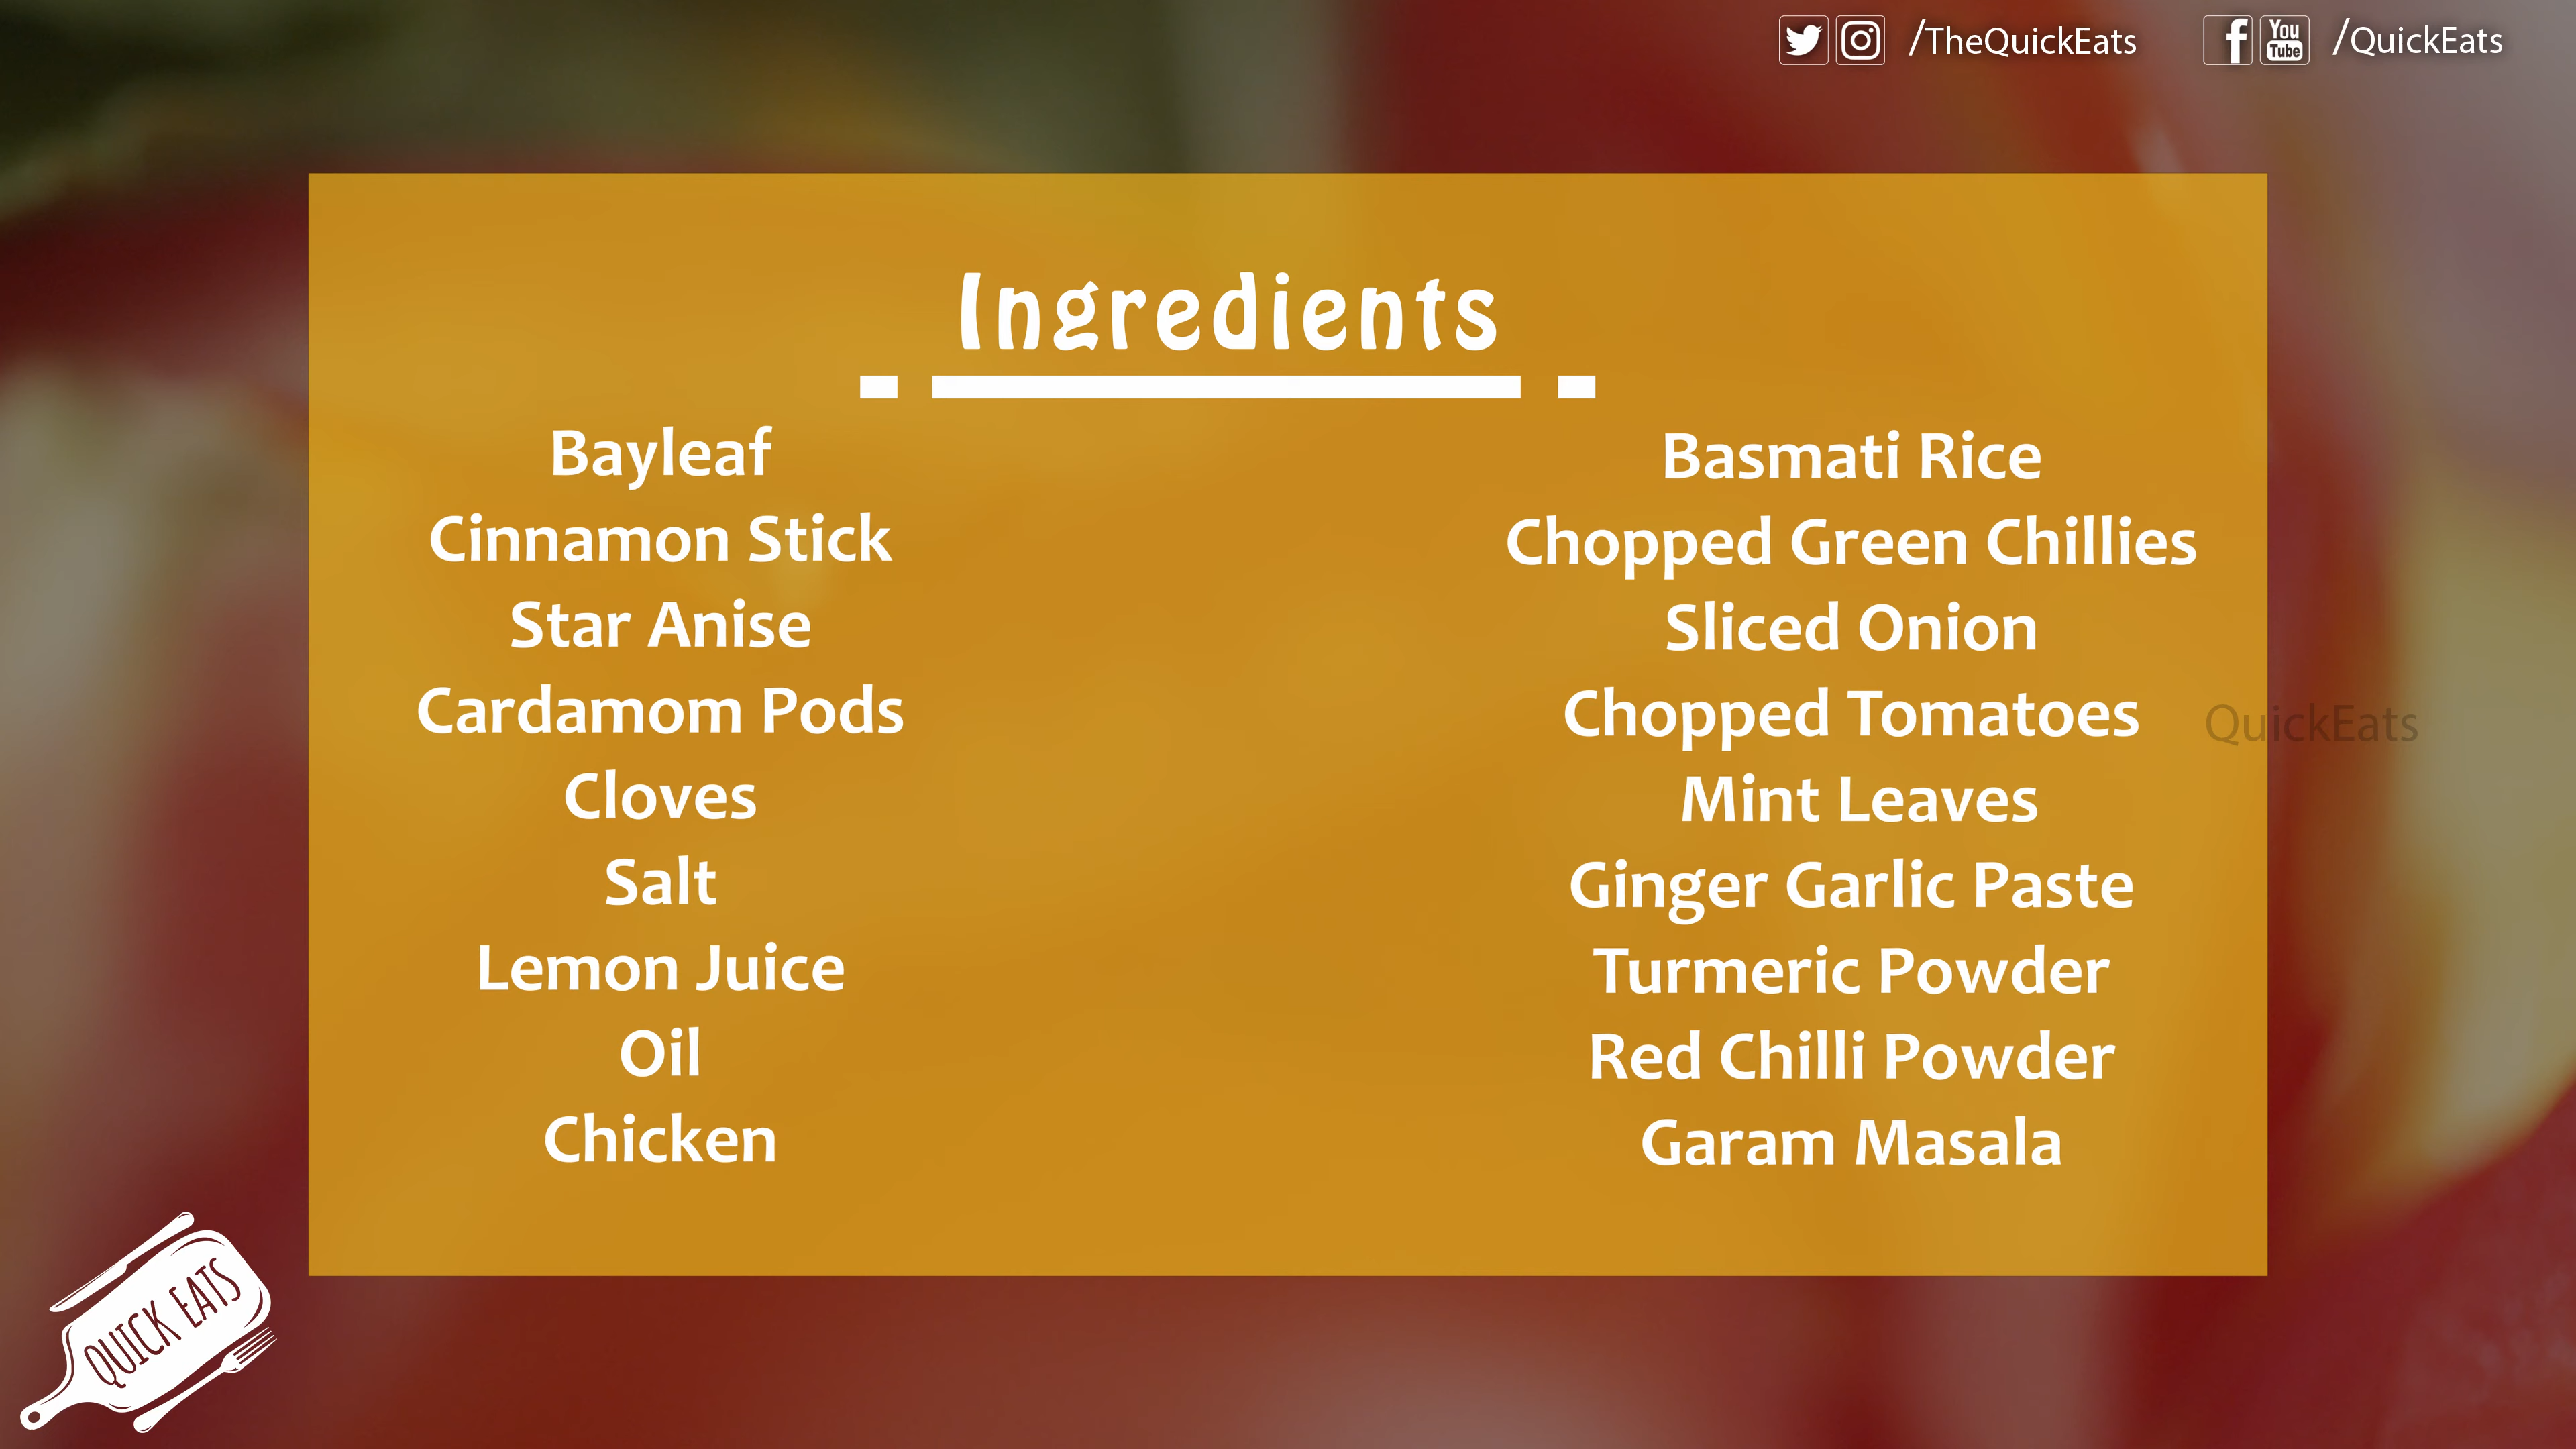 /TheQuickEats
/QuickEats
Ingredients
Bayleaf
Cinnamon Stick
Star Anise
Cardamom Pods
Cloves
Salt
Lemon Juice
Oil
Chicken
Basmati Rice
Chopped Green Chillies
Sliced Onion
Chopped Tomatoes
Mint Leaves
Ginger Garlic Paste
Turmeric Powder
Red Chilli Powder
Garam Masala
QuickEats
QUICK EATS
You
Tube